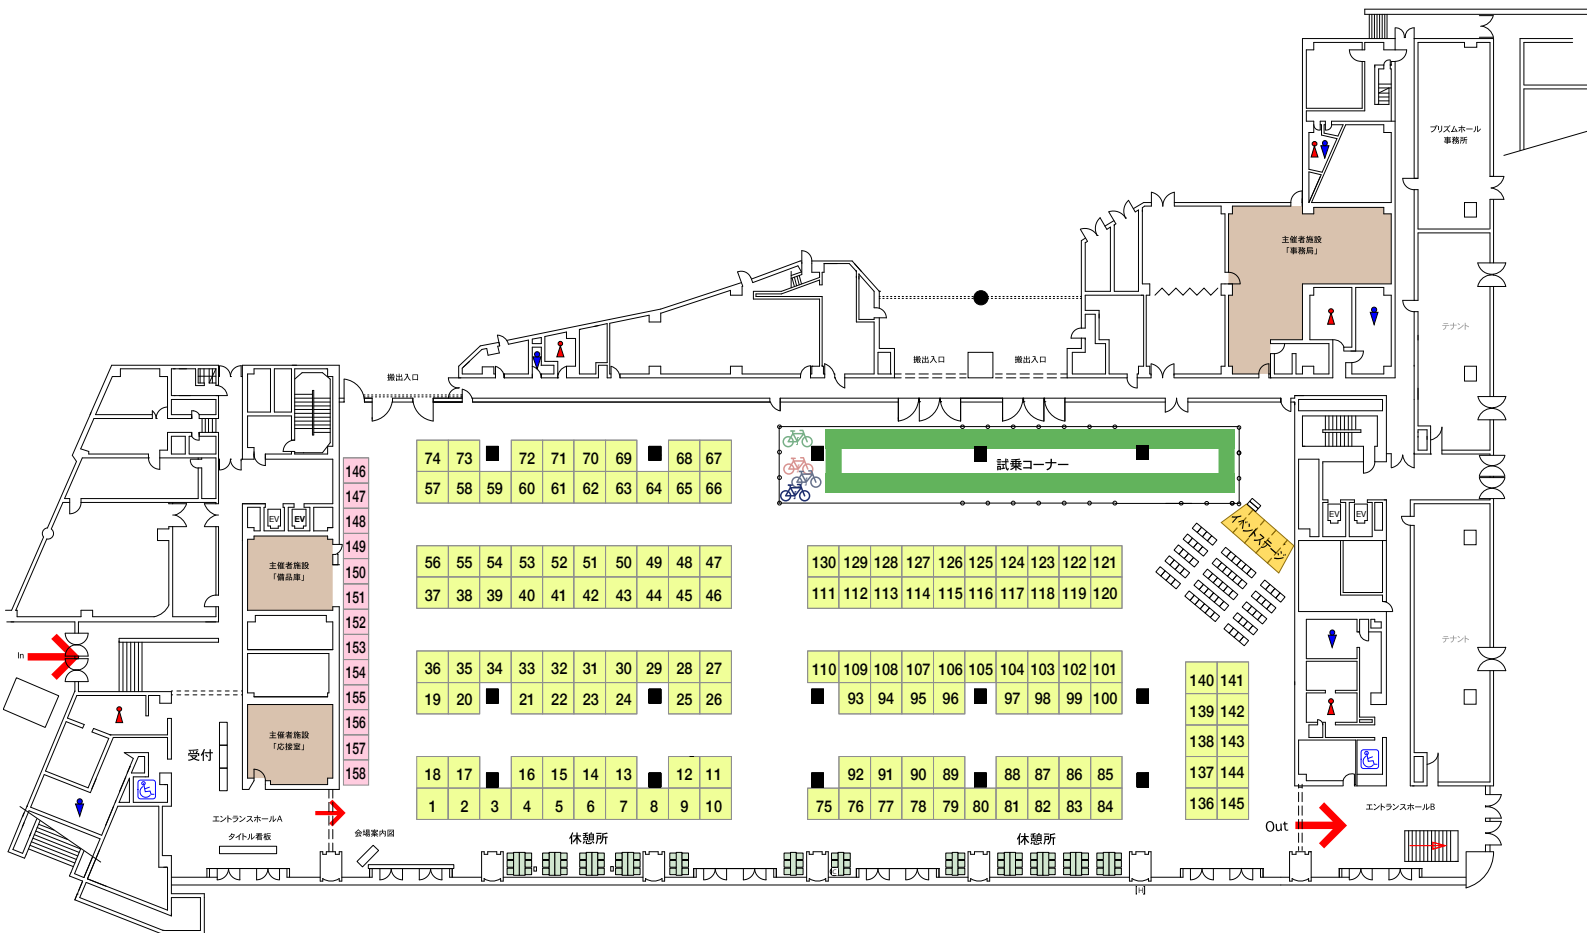 プリズムホール
事務所
主催者施設
「事務局」
テナント
搬出入口
搬出入口
搬出入口
74 73 72 71 70 69 68 67
57 58 59 60 61 62 63 64 65 66
試乗コーナー
イベントステージ
146
147
148
149
150
151
152
153
154
155
156
157
158
EV EV
EV EV
主催者施設
「備品庫」
56 55 54 53 52 51 50 49 48 47
37 38 39 40 41 42 43 44 45 46
130 129 128 127 126 125 124 123 122 121
111 112 113 114 115 116 117 118 119 120
テナント
In
36 35 34 33 32 31 30 29 28 27
19 20 21 22 23 24 25 26
110 109 108 107 106 105 104 103 102 101
93 94 95 96 97 98 99 100
140 141
139 142
138 143
137 144
136 145
主催者施設
「応接室」
受付
18 17 16 15 14 13 12 11
1 2 3 4 5 6 7 8 9 10
92 91 90 89 88 87 86 85
75 76 77 78 79 80 81 82 83 84
エントランスホールA
タイトル看板
会場案内図
休憩所
休憩所
Out
エントランスホールB